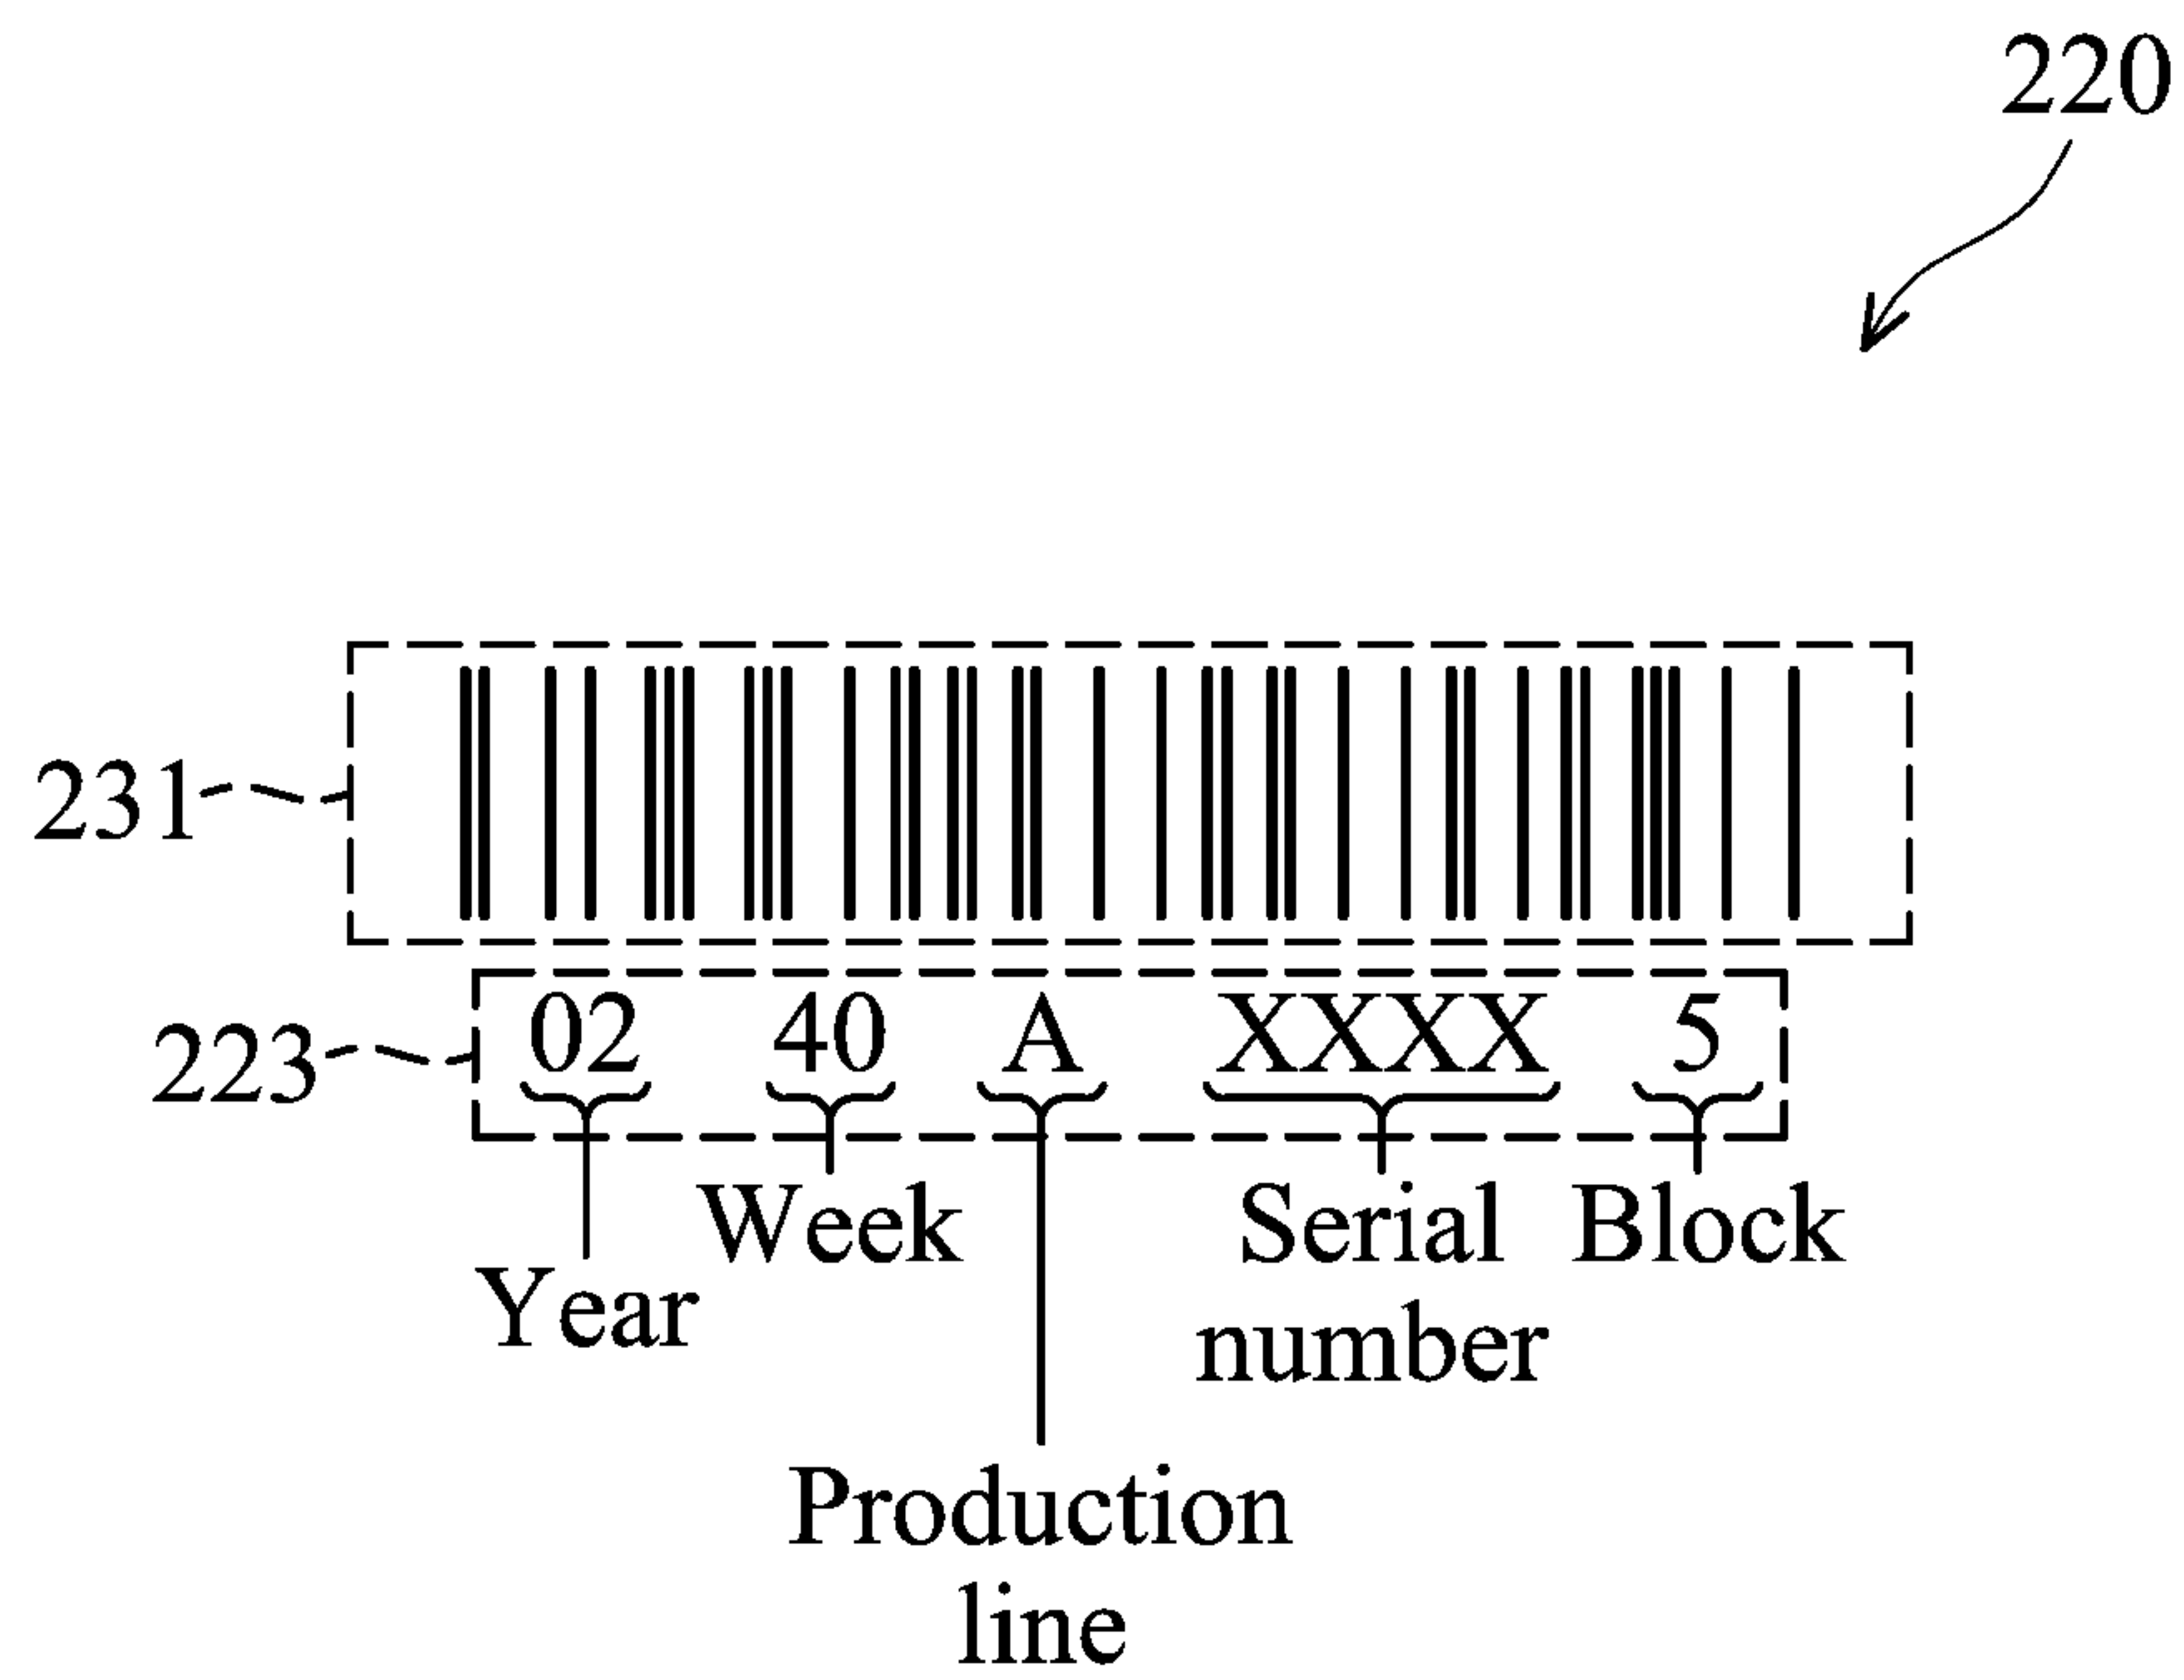 220
231
223 02 40 A XXXX 5
Week Serial Block
Year number
Production
line